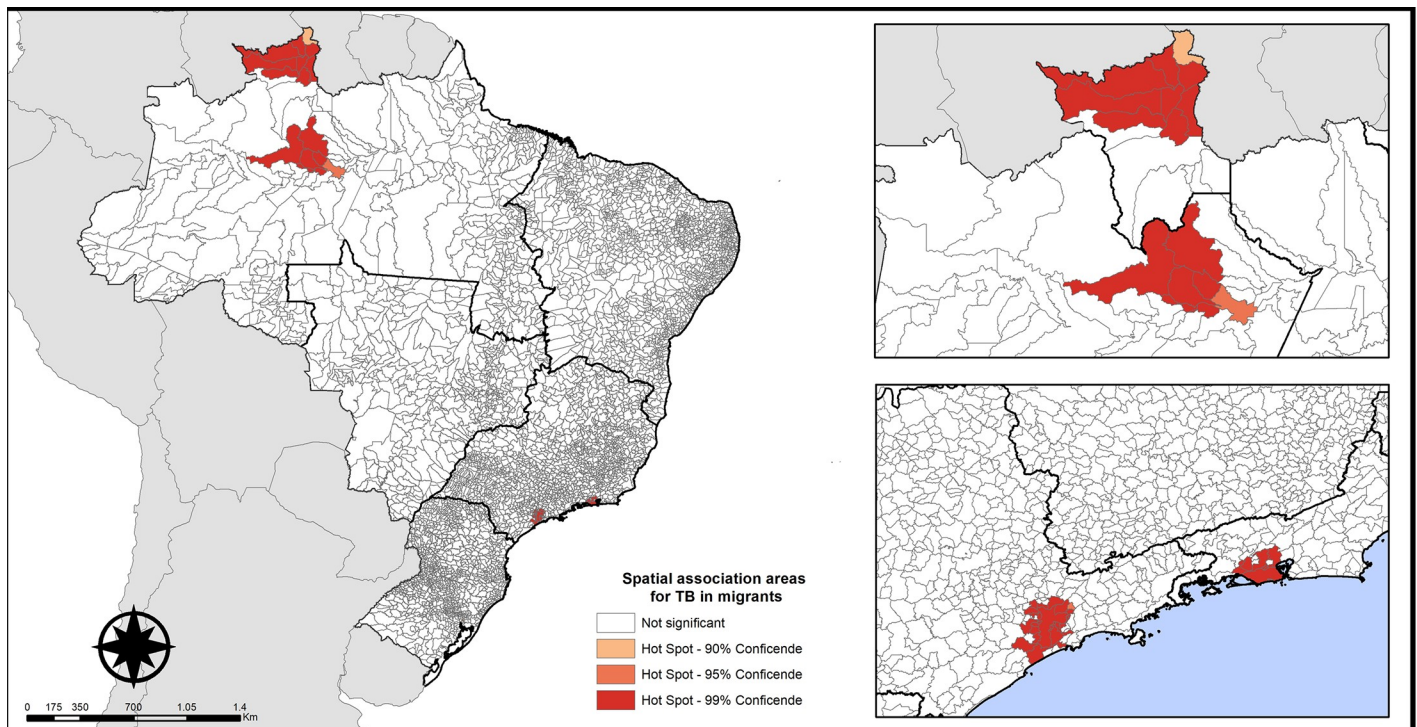 Spatial association areas
for TB in migrants
Not significant
Hot Spot - 90% Conficende
Hot Spot - 95% Conficende
Hot Spot - 99% Conficende
0 175 350 700 1.05 1.4
Km